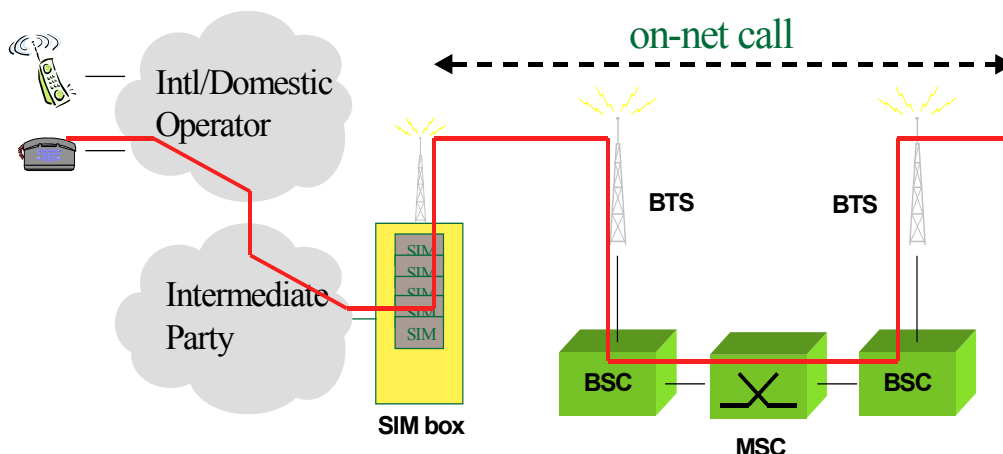 on-net call
Intl/Domestic
Operator
BTS
BTS
SIM
SIM
SIM
SIM
SIM
Intermediate
Party
BSC
BSC
SIM box
MSC